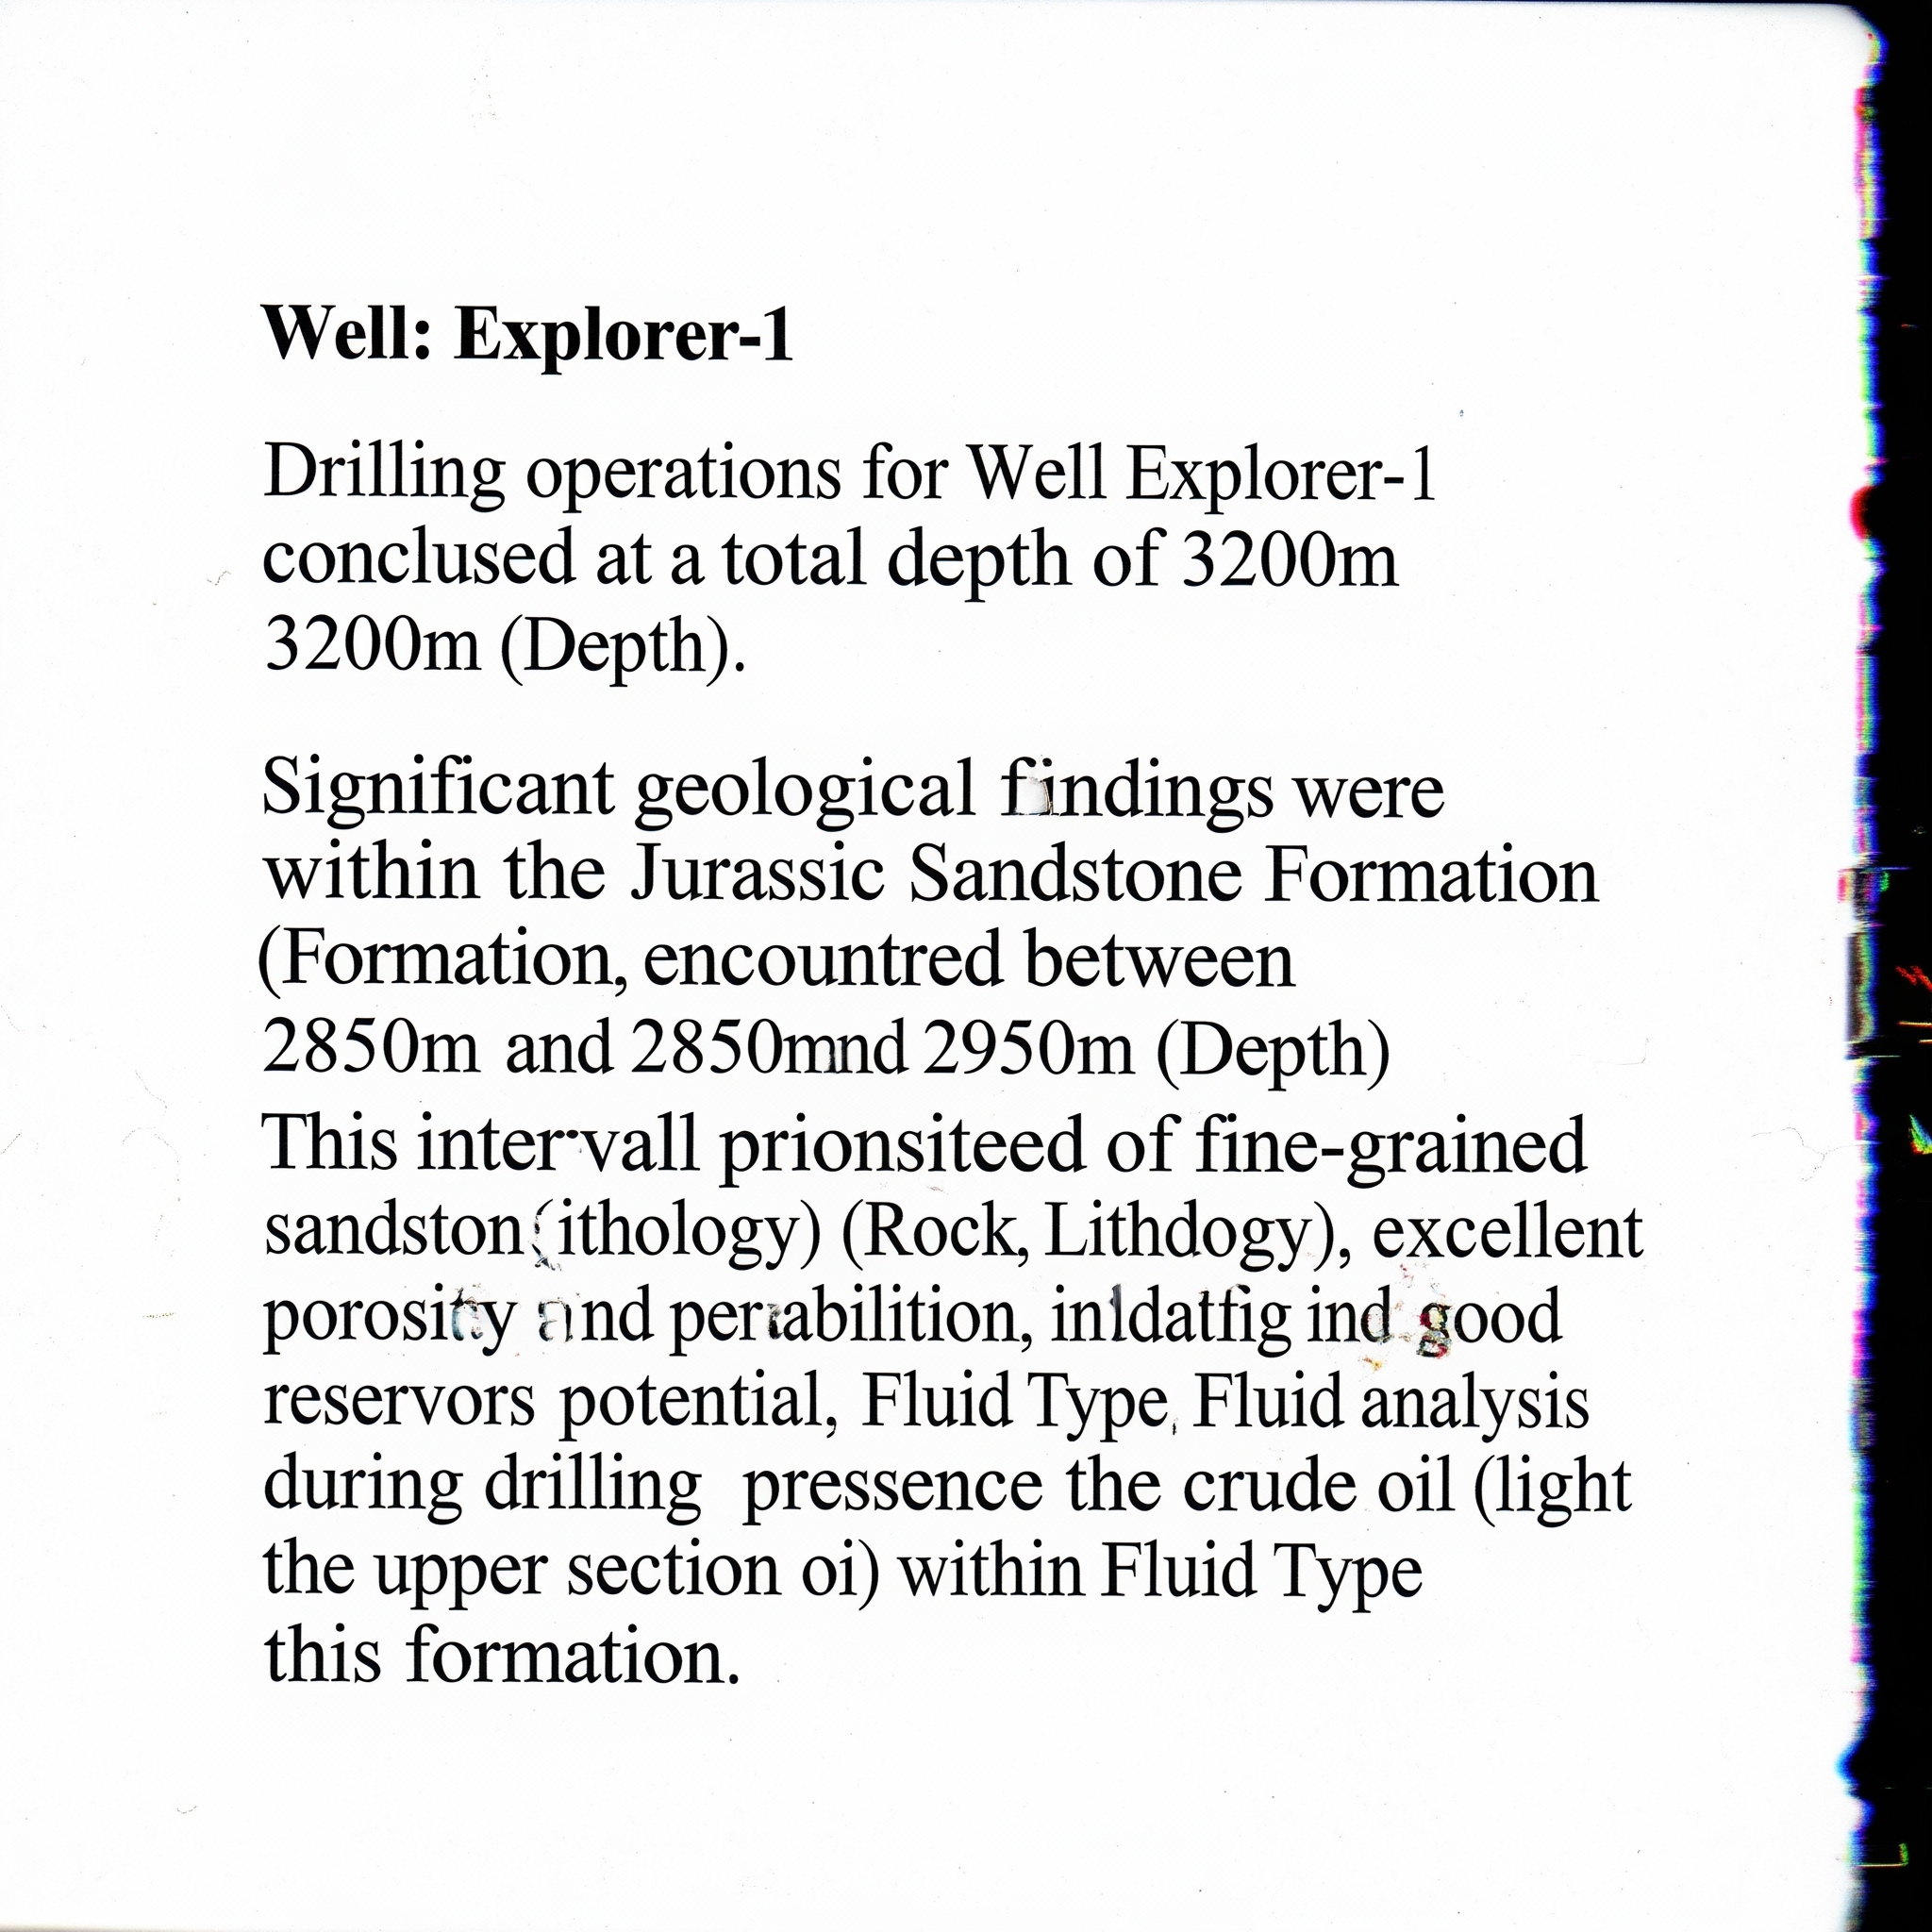 Well: Explorer-1
Drilling operations for Well Explorer-1
conclused at a total depth of 3200m
3200m (Depth).
Significant geological findings were
within the Jurassic Sandstone Formation
(Formation, encountred between
2850m and 2850mnd 2950m (Depth)
This intervall prionsiteed of fine-grained
sandston(ithology) (Rock, Lithdogy), excellent
porosity and perabilition, inldatfig ind good
reservors potential, Fluid Type, Fluid analysis
during drilling pressence the crude oil (light
the upper section oi) within Fluid Type
this formation.